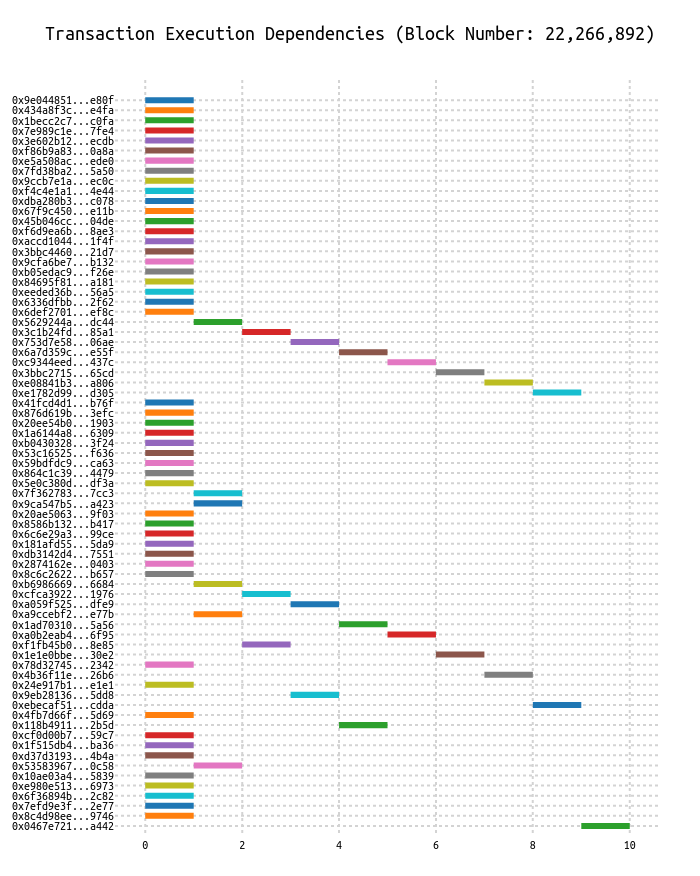 Transaction Execution Dependencies (Block Number: 22,266,892)
0x9e044851...e80f
0x434a8f3c...e4fa
0x1becc2c7...c0fa
0x7e989c1e...7fe4
0x3e602b12...ecdb
0xf86b9a83...0a8a
0xe5a508ac...ede0
0x7fd38ba2...5a50
0x9ccb7e1a...ec0c
0xf4c4e1a1...4e44
0xdba280b3...c078
0x67f9c450...e11b
0x45b046cc...04de
0xf6d9ea6b...8ae3
0xaccd1044...1f4f
0x3bbc4460...21d7
0x9cfa6be7...b132
0xb05edac9...f26e
0x84695f81...a181
0xeeded36b...56a5
0x6336dfbb...2f62
0x6def2701...ef8c
0x5629244a...dc44
0x3c1b24fd...85a1
0x753d7e58...06ae
0x6a7d359c...e55f
0xc9344eed...437c
0x3bbc2715...65cd
0xe08841b3...a806
0xe1782d99...d305
0x41fcd4d1...b76f
0x876d619b...3efc
0x20ee54b0...1903
0x1a6144a8...6309
0xb0430328...3f24
0x53c16525...f636
0x59bdfdc9...ca63
0x864c1c39...4479
0x5e0c380d...df3a
0x7f362783...7cc3
0x9ca547b5...a423
0x20ae5063...9f03
0x8586b132...b417
0x6c6e29a3...99ce
0x181afd55...5da9
0xdb3142d4...7551
0x2874162e...0403
0x8c6c2622...b657
0xb6986669...6684
0xcfca3922...1976
0xa059f525...dfe9
0xa9ccebf2...e77b
0x1ad70310...5a56
0xa0b2eab4...6f95
0xf1fb45b0...8e85
0x1e1e0bbe...30e2
0x78d32745...2342
0x4b36f11e...26b6
0x24e917b1...e1e1
0x9eb28136...5dd8
0xebecaf51...cdda
0x4fb7d66f...5d69
0x118b4911...2b5d
0xcf0d00b7...59c7
0x1f515db4...ba36
0xd37d3193...4b4a
0x53583967...0c58
0x10ae03a4...5839
0xe980e513...6973
0x6f36894b...2c82
0x7efd9e3f...2e77
0x8c4d98ee...9746
0x0467e721...a442
0 2 4 6 8 10